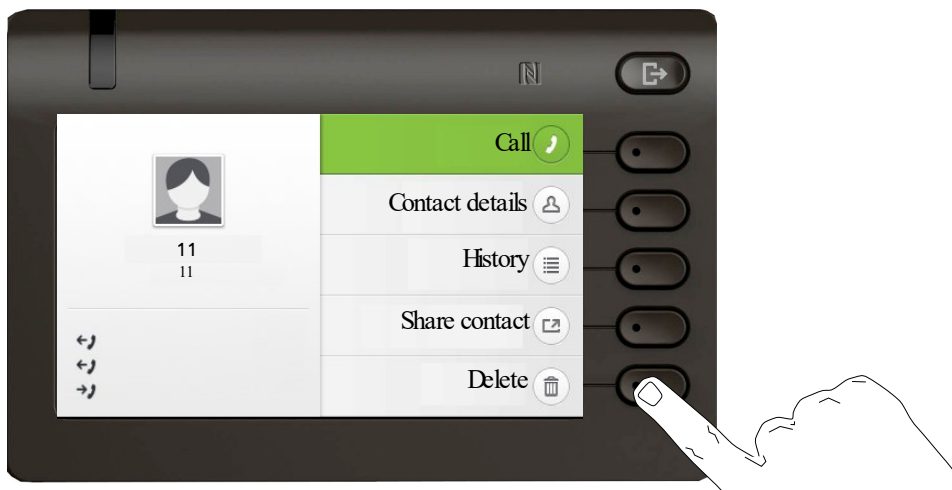 Call
Contact details
11
History
11
Share contact
Delete